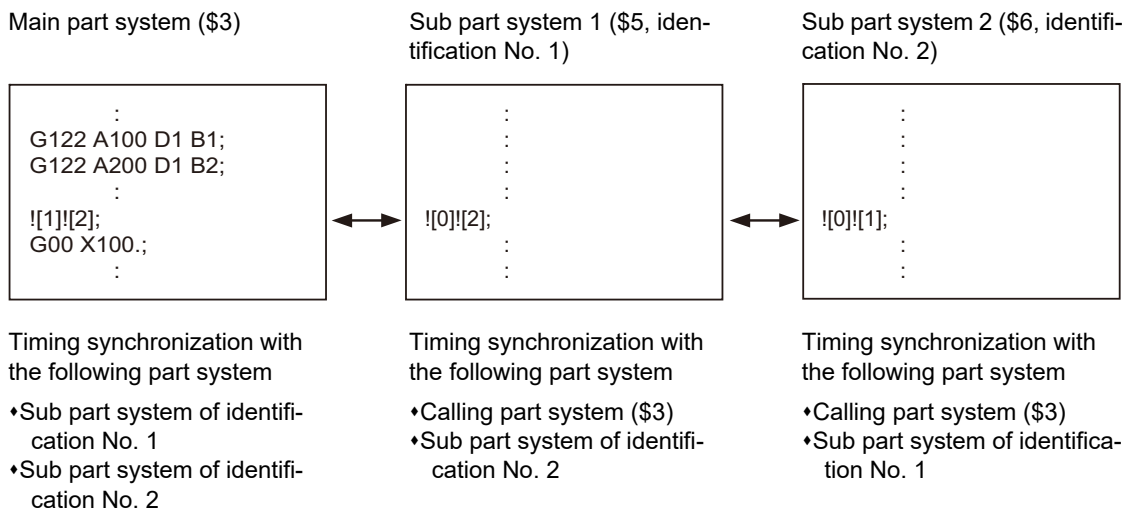 Main part system ($3)
Sub part system 1 ($5, iden-
tification No. 1)
Sub part system 2 ($6, identifi-
cation No. 2)
:
G122 A100 D1 B1;
G122 A200 D1 B2;
:
![1]![2];
G00 X100.;
:
:
:
:
:
![0]![2];
:
:
:
:
:
:
![0]![1];
:
:
Timing synchronization with
the following part system
•Sub part system of identifi-
cation No. 1
•Sub part system of identifi-
cation No. 2
Timing synchronization with
the following part system
•Calling part system ($3)
•Sub part system of identifi-
cation No. 2
Timing synchronization with
the following part system
•Calling part system ($3)
•Sub part system of identifica-
tion No. 1